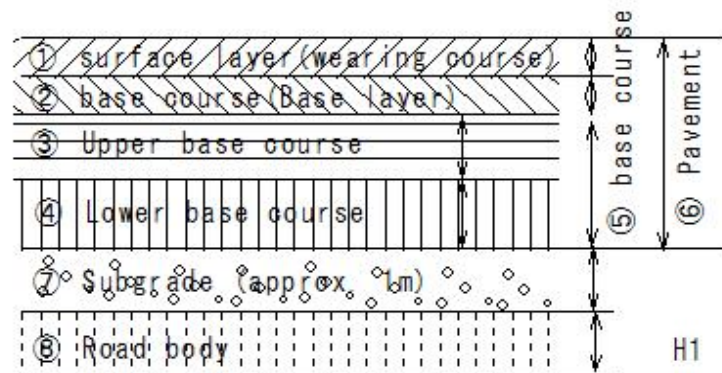 ① surface layer(wearing course)
② base course(Base layer)
③ Upper base course
④ Lower base course
⑤ base course
⑥ Pavement
⑦ Subgrade (approx. 1m)
⑧ Road body
H1